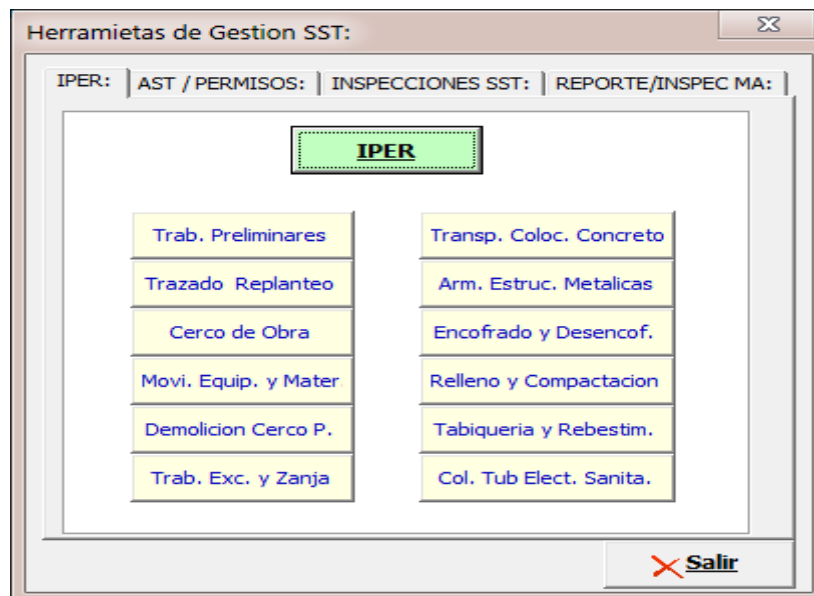 Herramietas de Gestion SST:
IPER: AST / PERMISOS: INSPECCIONES SST: REPORTE/INSPEC MA:
IPER
Trab. Preliminares Transp. Coloc. Concreto
Trazado Replanteo Arm. Estruc. Metalicas
Cerco de Obra Encofrado y Desencof.
Movi. Equip. y Mater. Relleno y Compactacion
Demolicion Cerco P. Tabiqueria y Rebestim.
Trab. Exc. y Zanja Col. Tub Elect. Sanita.
Salir